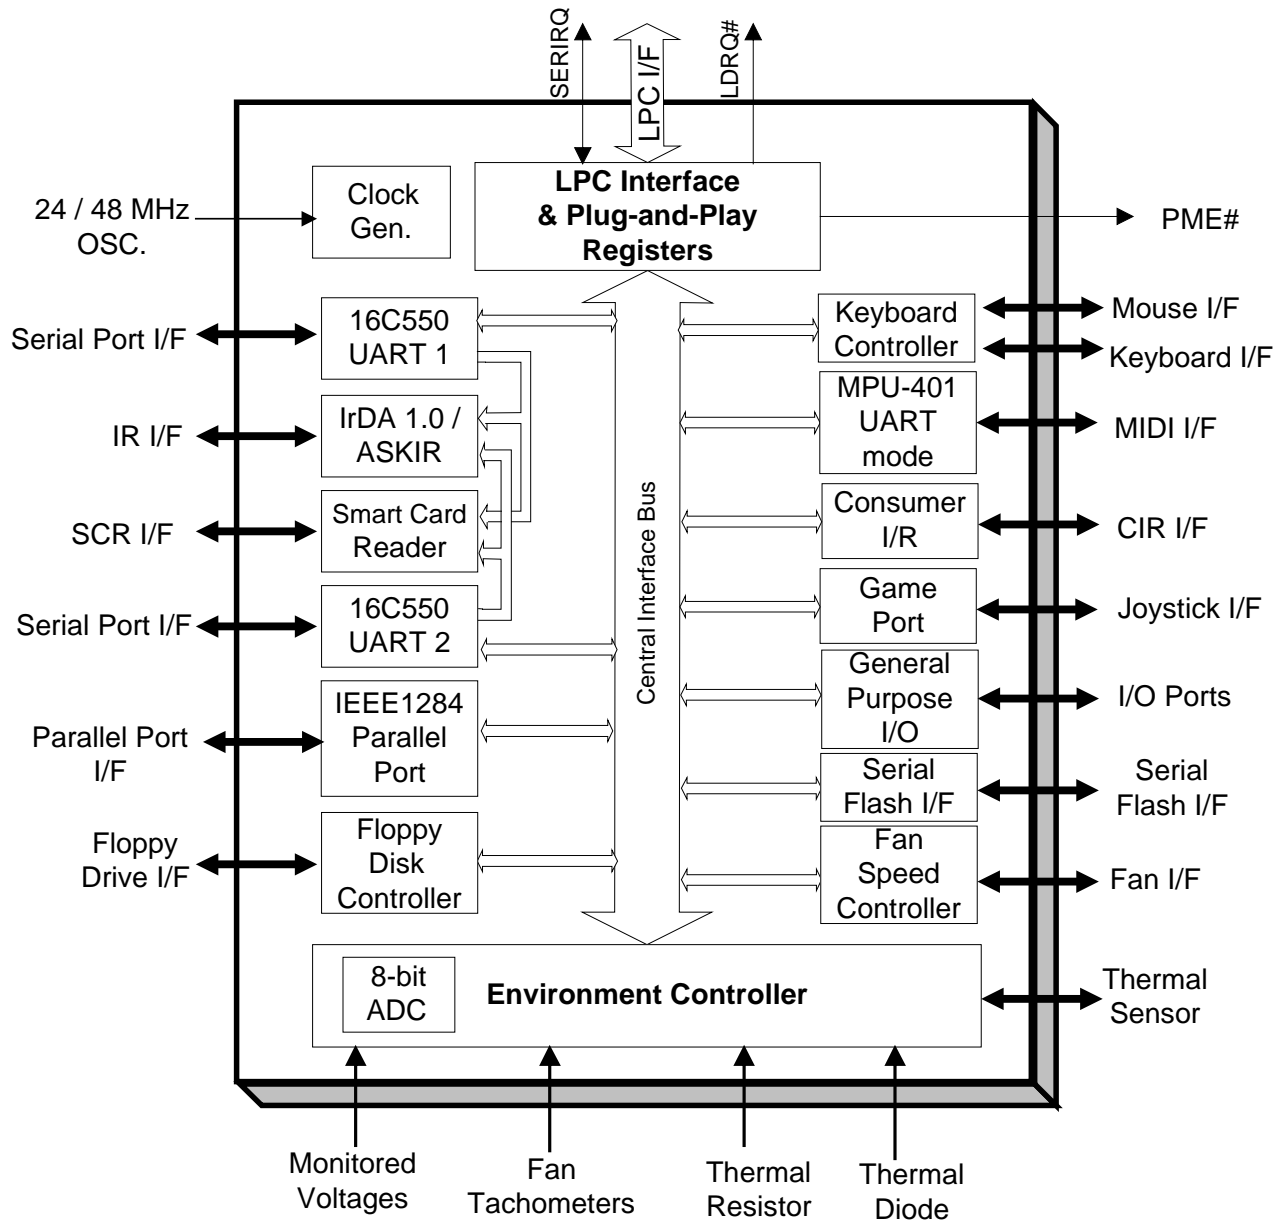 SERIRQ
LPC I/F
LDRQ#
LPC Interface
& Plug-and-Play
Registers
Clock
Gen.
24 / 48 MHz
OSC.
PME#
Serial Port I/F
16C550
UART 1
Keyboard
Controller
Mouse I/F
Keyboard I/F
IR I/F
IrDA 1.0 /
ASKIR
MPU-401
UART
mode
MIDI I/F
SCR I/F
Smart Card
Reader
Central Interface Bus
Consumer
I/R
CIR I/F
Serial Port I/F
16C550
UART 2
Game
Port
Joystick I/F
Parallel Port
I/F
IEEE1284
Parallel
Port
General
Purpose
I/O
I/O Ports
Serial
Flash I/F
Serial
Flash I/F
Floppy
Drive I/F
Floppy
Disk
Controller
Fan
Speed
Controller
Fan I/F
8-bit
ADC
Environment Controller
Thermal
Sensor
Monitored
Voltages
Fan
Tachometers
Thermal
Resistor
Thermal
Diode